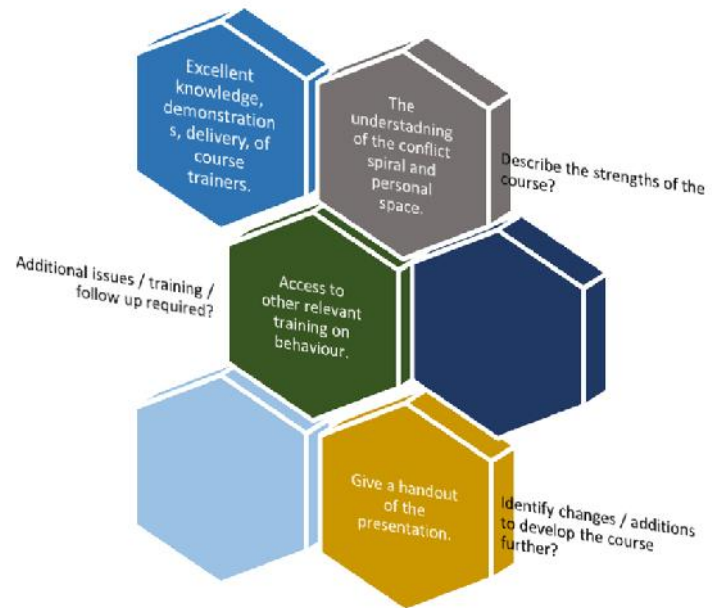 Excellent
knowledge,
demonstration
s, delivery, of
course
trainers.
The
understadning
of the conflict
spiral and
personal
space.
Describe the strengths of the
course?
Additional issues / training /
follow up required?
Access to
other relevant
training on
behaviour.
Give a handout
of the
presentation.
Identify changes / additions
to develop the course
further?